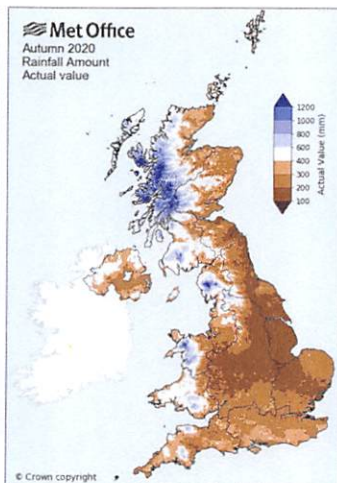 Met Office
Autumn 2020
Rainfall Amount
Actual value
1200
1000
800
600
400
300
200
100
Actual Value (mm)
© Crown copyright